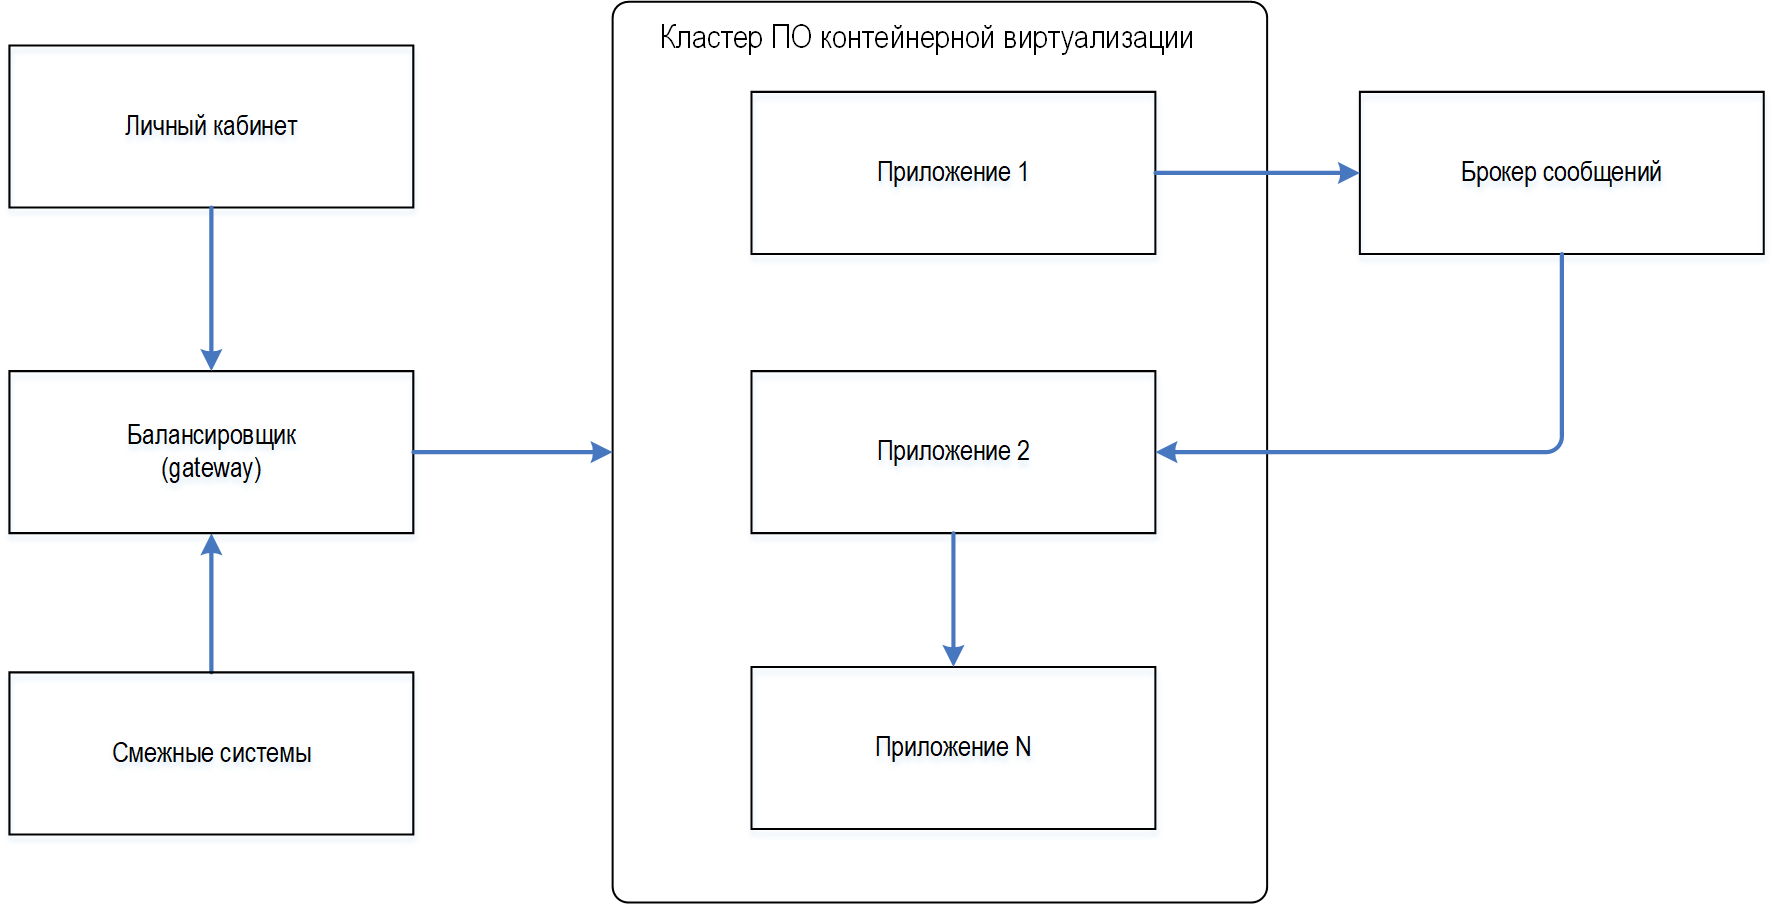 Кластер ПО контейнерной виртуализации
Личный кабинет
Приложение 1
Брокер сообщений
Балансировщик
(gateway)
Приложение 2
Смежные системы
Приложение N